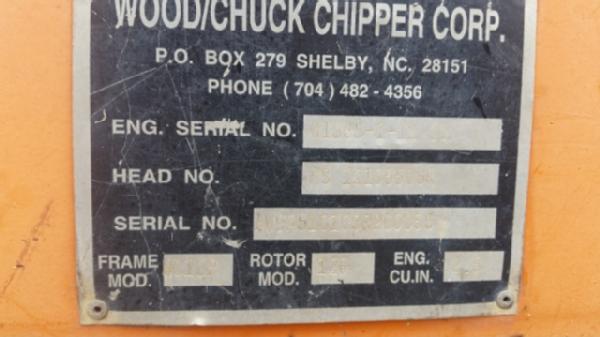 WOOD/CHUCK CHIPPER CORP.
P.O. BOX 279 SHELBY, NC. 28151
PHONE (704) 482-4356
ENG. SERIAL NO.
HEAD NO.
SERIAL NO.
FRAME MOD. ROTOR MOD. ENG. CU.IN.